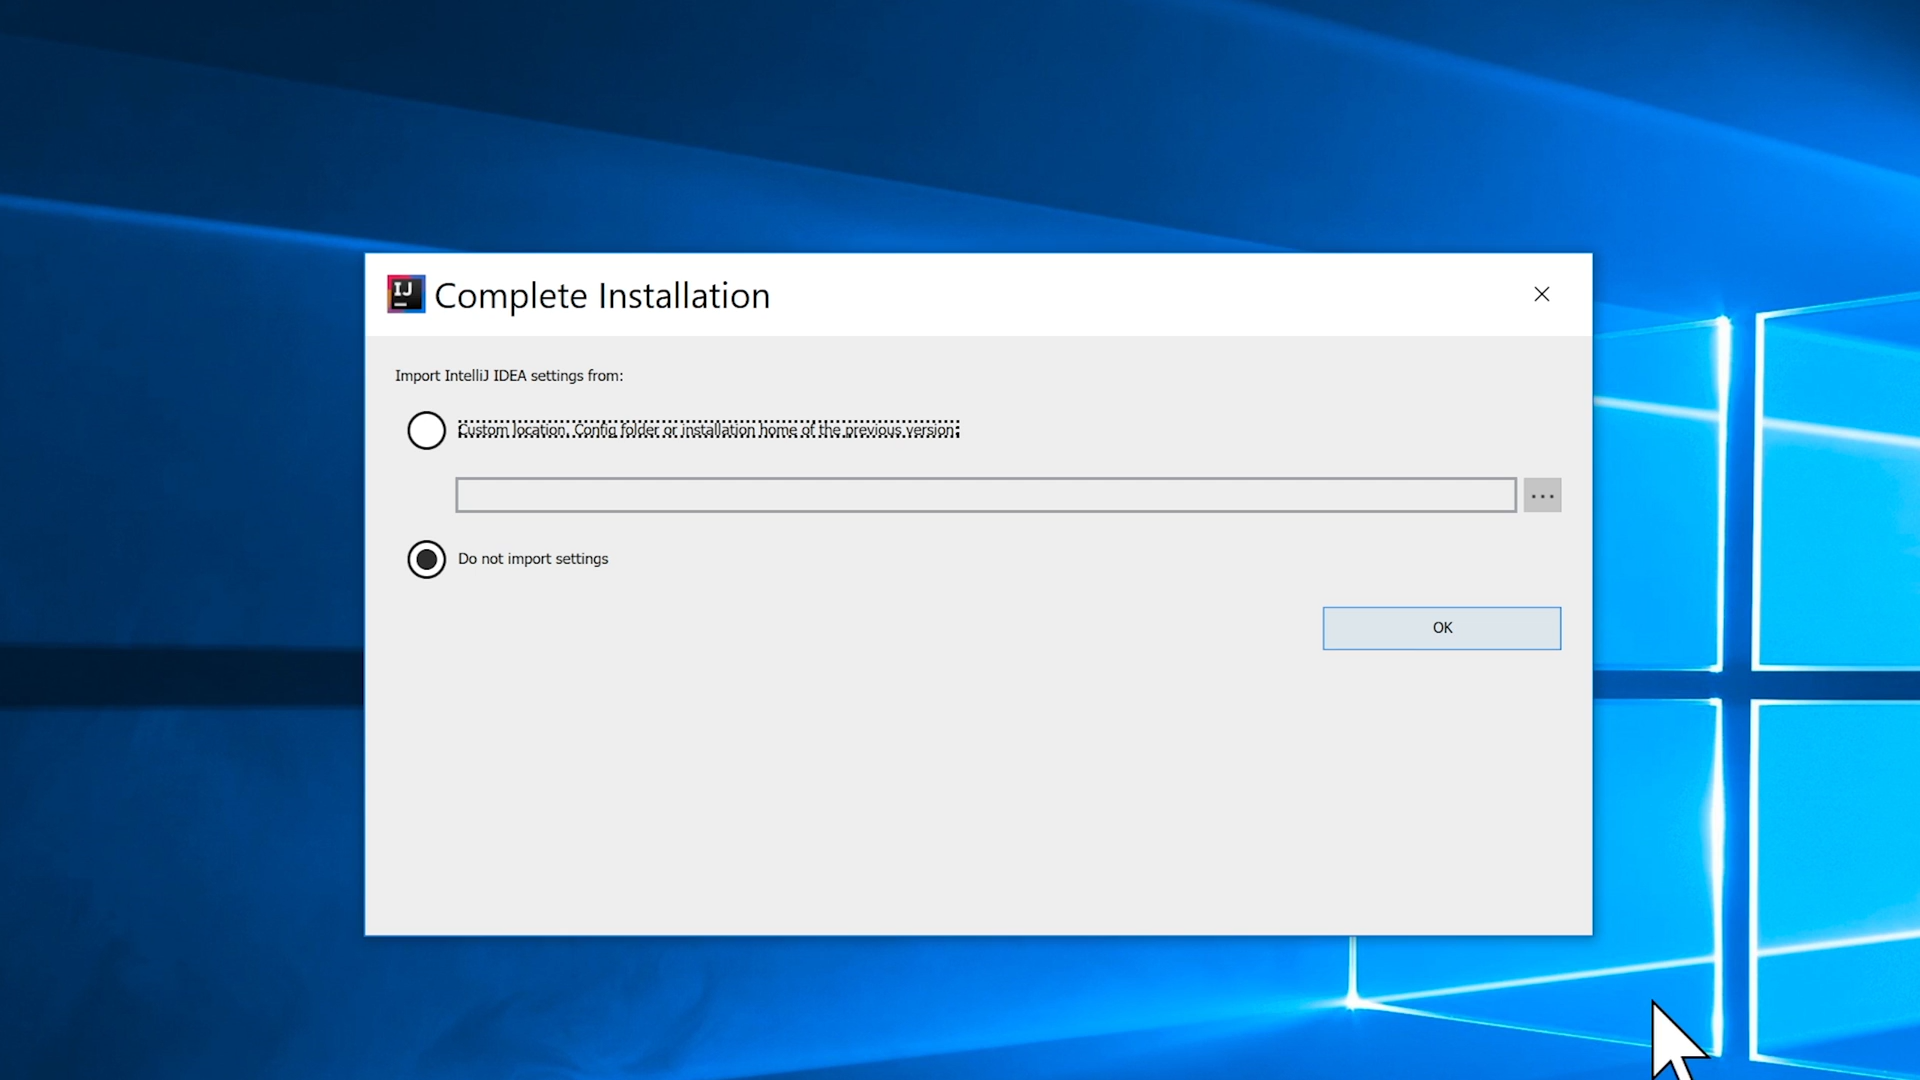 IJ
Complete Installation
Import IntelliJ IDEA settings from:
Custom location. Config folder or installation home of the previous version:
...
Do not import settings
OK